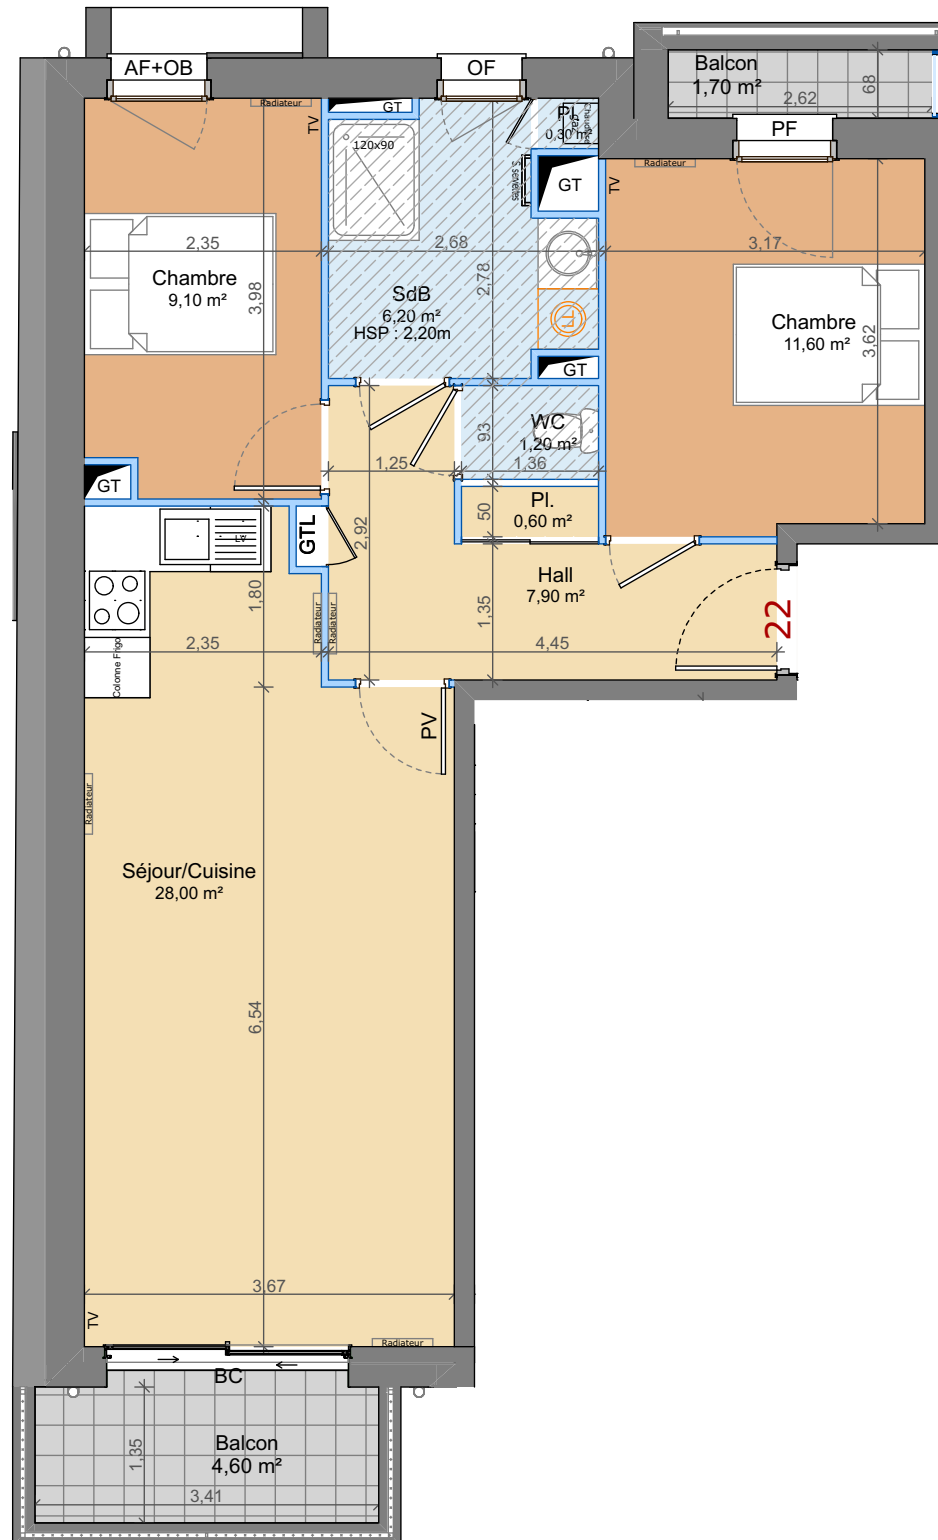 AF+OB
OF
Balcon
1,70 m²
2,62
68
PF
Radiateur
TV
GT
120x90
Pl.
0,30 m²
Chaudière
gaz
S.serviettes
GT
TV
Radiateur
2,35
2,68
3,17
Chambre
9,10 m²
3,98
SdB
6,20 m²
HSP : 2,20m
2,78
LL
Chambre
11,60 m²
3,62
GT
WC
1,20 m²
93
1,25
1,36
GT
Pl.
0,60 m²
50
GTL
2,92
LV
1,80
Hall
7,90 m²
1,35
22
Radiateur
Radiateur
2,35
4,45
Colonne Frigo
PV
Radiateur
Séjour/Cuisine
28,00 m²
6,54
3,67
TV
Radiateur
BC
Balcon
4,60 m²
1,35
3,41